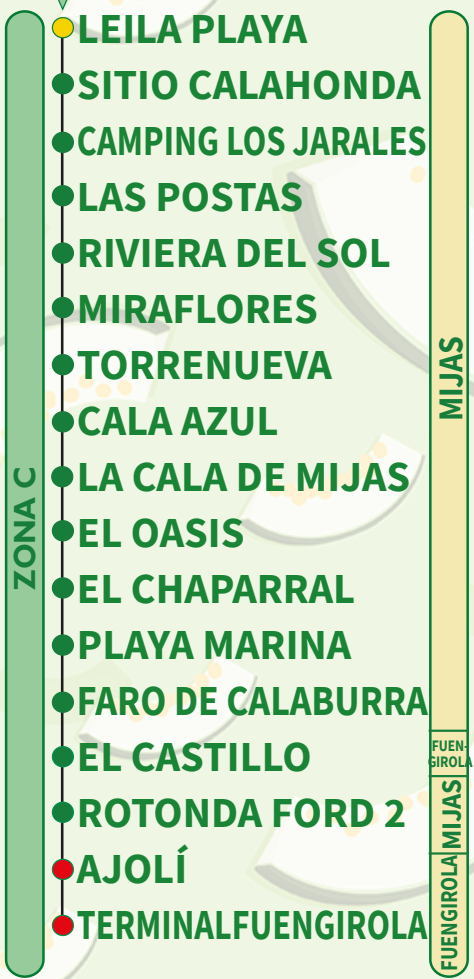 LEILA PLAYA
SITIO CALAHONDA
CAMPING LOS JARALES
LAS POSTAS
RIVIERA DEL SOL
MIRAFLORES
TORRENUEVA
CALA AZUL
LA CALA DE MIJAS
EL OASIS
EL CHAPARRAL
PLAYA MARINA
FARO DE CALABURRA
EL CASTILLO
ROTONDA FORD 2
AJOLÍ
TERMINALFUENGIROLA
ZONA C
MIJAS
FUEN-
GIROLA
MIJAS
FUENGIROLA